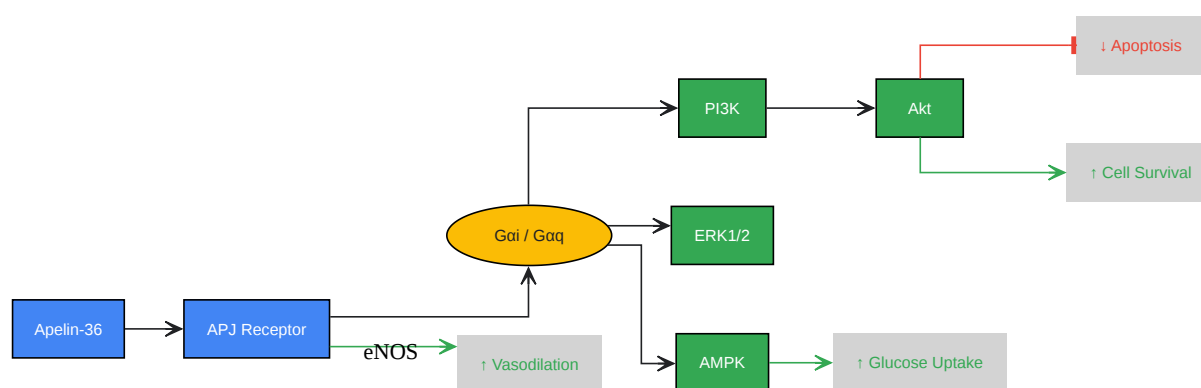 ↓ Apoptosis
PI3K
Akt
↑ Cell Survival
Gαi / Gαq
ERK1/2
Apelin-36
APJ Receptor
eNOS
↑ Vasodilation
AMPK
↑ Glucose Uptake